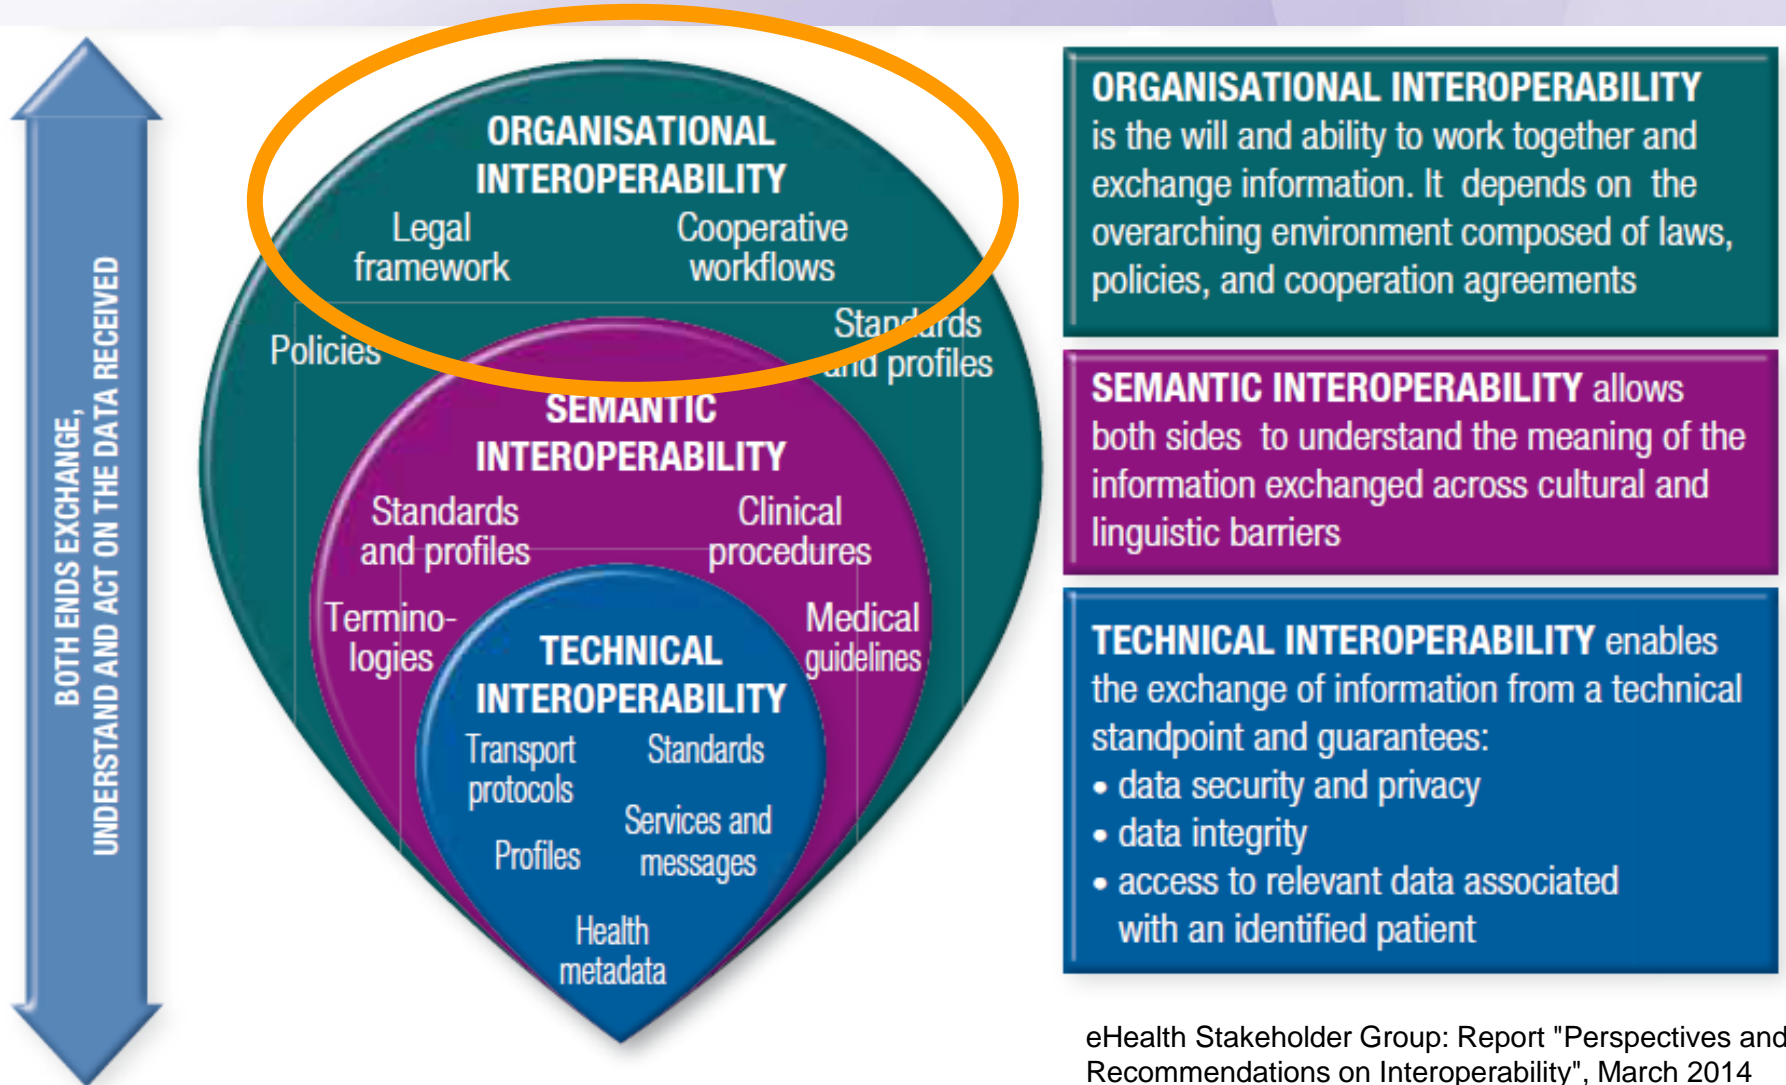 BOTH ENDS EXCHANGE,
UNDERSTAND AND ACT ON THE DATA RECEIVED
ORGANISATIONAL
INTEROPERABILITY
Legal
framework
Cooperative
workflows
Policies
Standards
and profiles
SEMANTIC
INTEROPERABILITY
Standards
and profiles
Clinical
procedures
Termino-
logies
Medical
guidelines
TECHNICAL
INTEROPERABILITY
Transport
protocols
Standards
Profiles
Services and
messages
Health
metadata
ORGANISATIONAL INTEROPERABILITY
is the will and ability to work together and
exchange information. It depends on the
overarching environment composed of laws,
policies, and cooperation agreements
SEMANTIC INTEROPERABILITY allows
both sides to understand the meaning of the
information exchanged across cultural and
linguistic barriers
TECHNICAL INTEROPERABILITY enables
the exchange of information from a technical
standpoint and guarantees:
• data security and privacy
• data integrity
• access to relevant data associated
with an identified patient
eHealth Stakeholder Group: Report "Perspectives and
Recommendations on Interoperability", March 2014